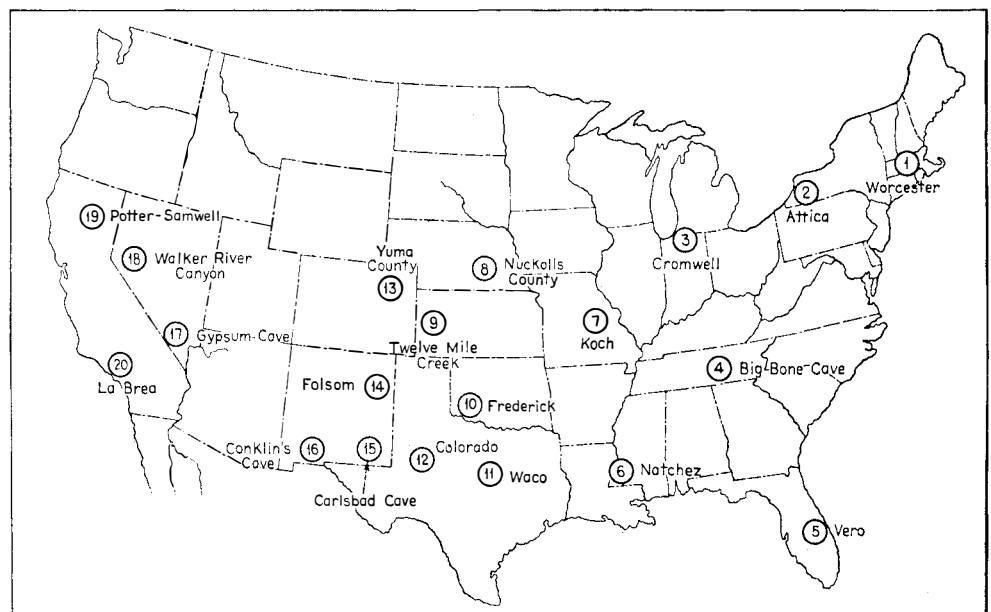 1
Worcester
2
Attica
19 Potter-Samwell
3
Cromwell
18 Walker River
Canyon
Yuma
County
13
8 Nuckolls
County
7
Koch
9
Twelve Mile
Creek
17 Gypsum-Cave
20
La Brea
4 Big-Bone-Cave
Folsom 14
10 Frederick
Conklin's
Cave
16
15
Carlsbad Cave
Colorado
12
11 Waco
6 Natchez
5 Vero